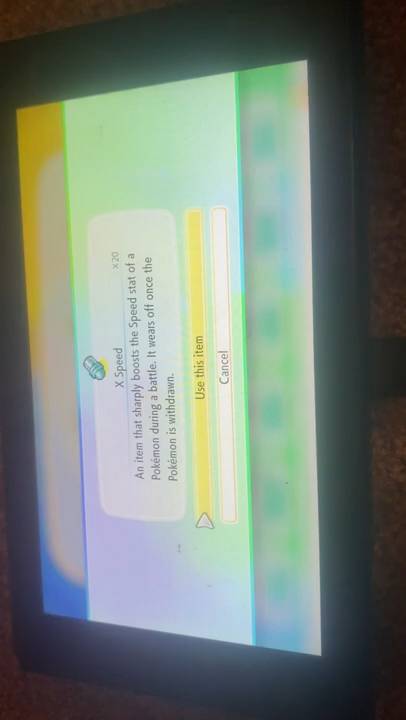 X Speed
X 20
An item that sharply boosts the Speed stat of a
Pokémon during a battle. It wears off once the
Pokémon is withdrawn.
Use this item
Cancel